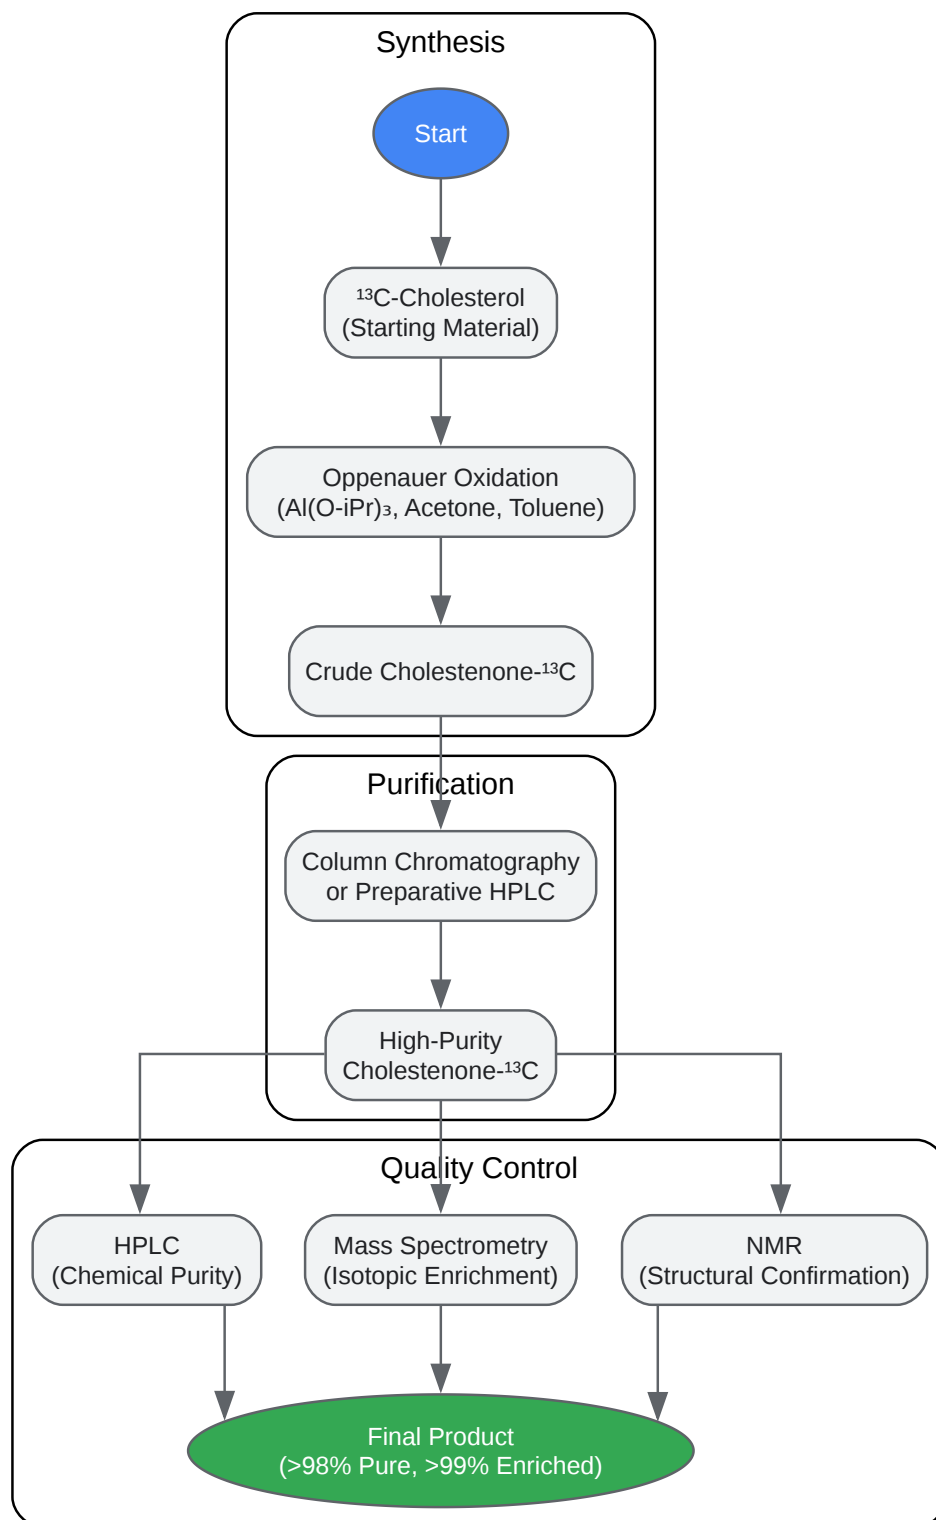 Synthesis
Start
¹³C-Cholesterol
(Starting Material)
Oppenauer Oxidation
(Al(O-iPr)₃, Acetone, Toluene)
Crude Cholestenone-¹³C
Purification
Column Chromatography
or Preparative HPLC
High-Purity
Cholestenone-¹³C
Quality Control
HPLC
(Chemical Purity)
Mass Spectrometry
(Isotopic Enrichment)
NMR
(Structural Confirmation)
Final Product
(>98% Pure, >99% Enriched)